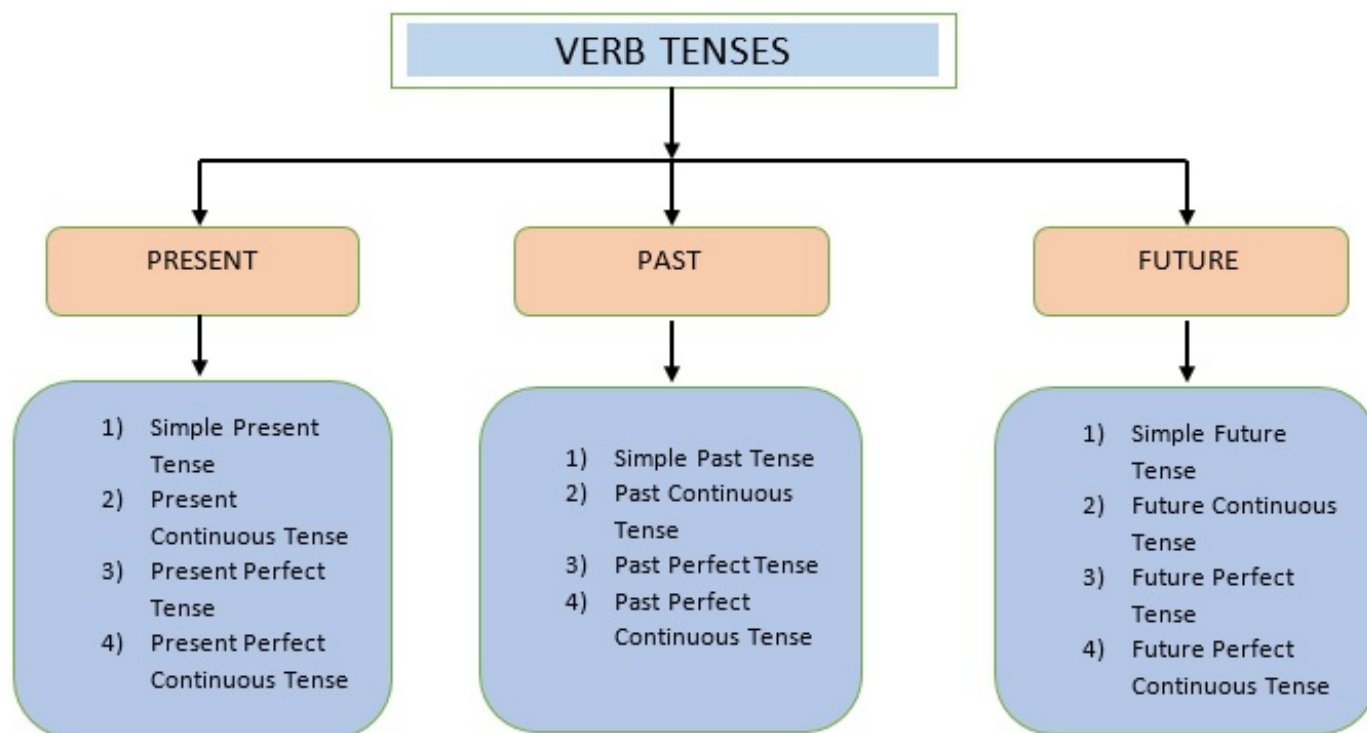 VERB TENSES
PRESENT
PAST
FUTURE
1) Simple Present
Tense
2) Present
Continuous Tense
3) Present Perfect
Tense
4) Present Perfect
Continuous Tense
1) Simple Past Tense
2) Past Continuous
Tense
3) Past Perfect Tense
4) Past Perfect
Continuous Tense
1) Simple Future
Tense
2) Future Continuous
Tense
3) Future Perfect
Tense
4) Future Perfect
Continuous Tense